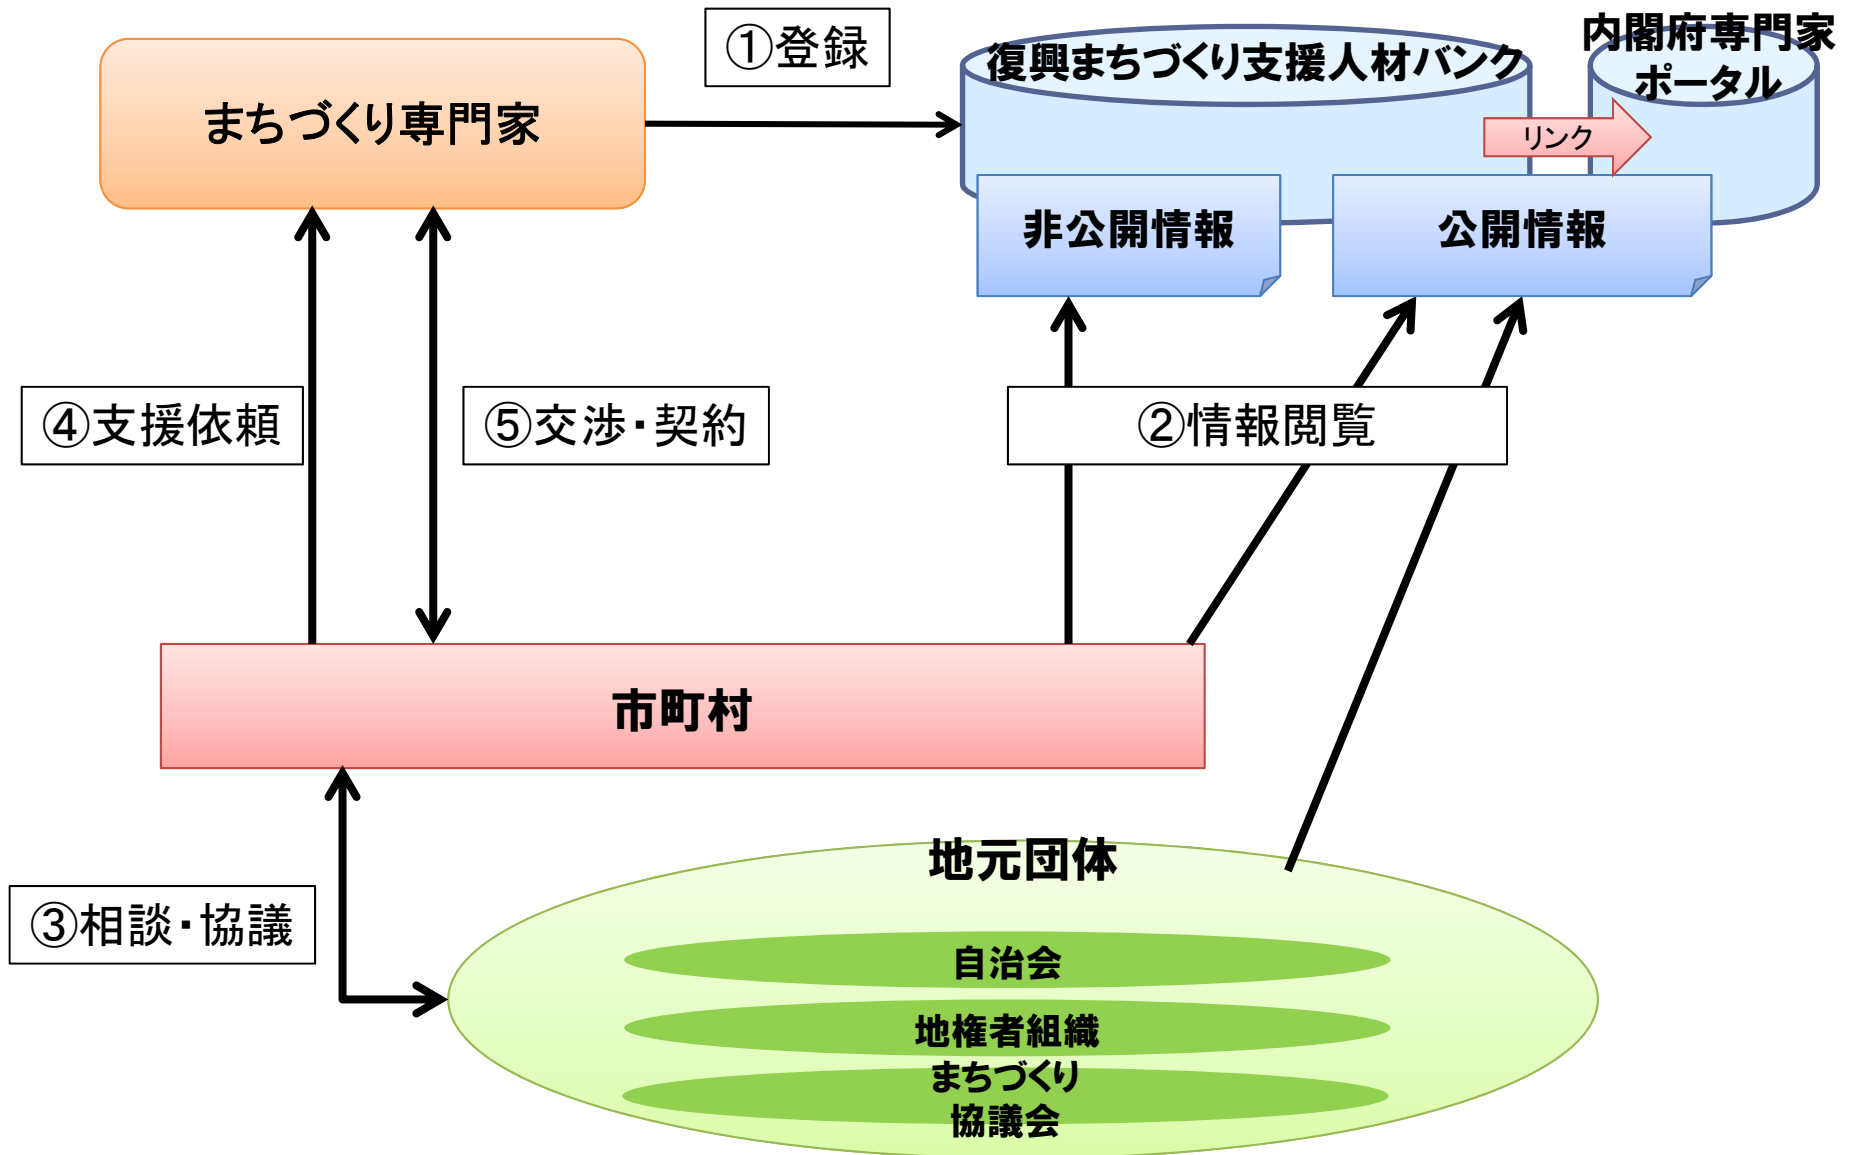 ①登録
復興まちづくり支援人材バンク
内閣府専門家
ポータル
まちづくり専門家
リンク
非公開情報
公開情報
④支援依頼
⑤交渉・契約
②情報閲覧
市町村
③相談・協議
地元団体
自治会
地権者組織
まちづくり
協議会